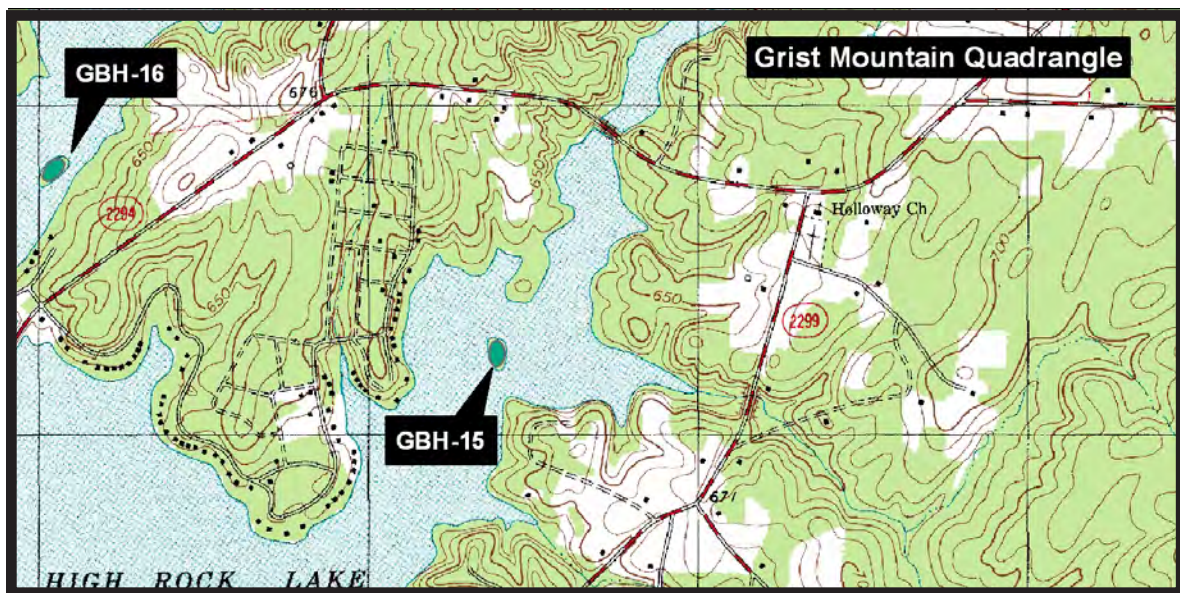 Grist Mountain Quadrangle
GBH-16
676
650
650
2294
Holloway Ch
700
650
650
2299
GBH-15
671
HIGH ROCK LAKE